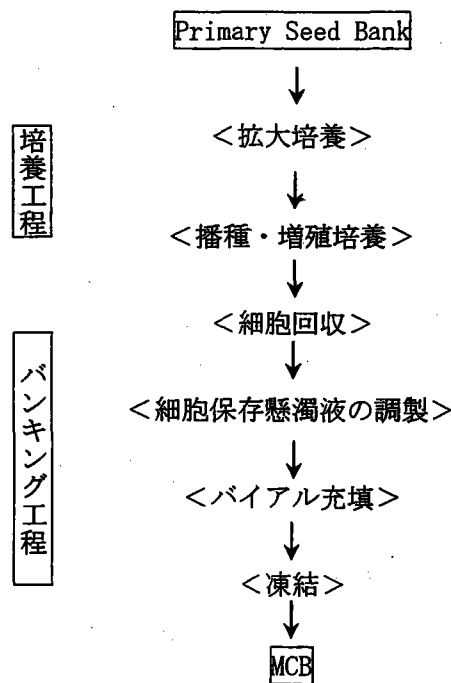 Primary Seed Bank
培養工程
<拡大培養>
<播種・増殖培養>
バンキング工程
<細胞回収>
<細胞保存懸濁液の調製>
<バイアル充填>
<凍結>
MCB